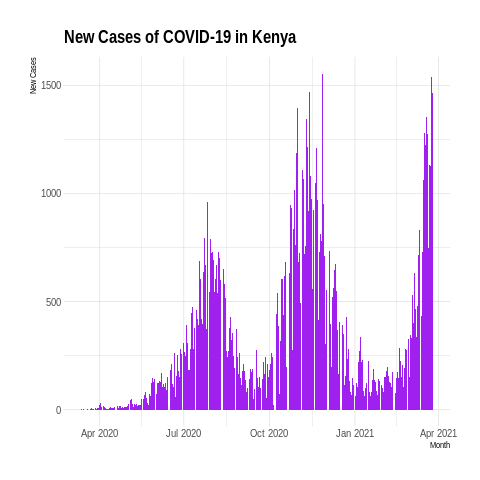 New Cases of COVID-19 in Kenya
New Cases
1500
1000
500
0
Apr 2020
Jul 2020
Oct 2020
Jan 2021
Apr 2021
Month